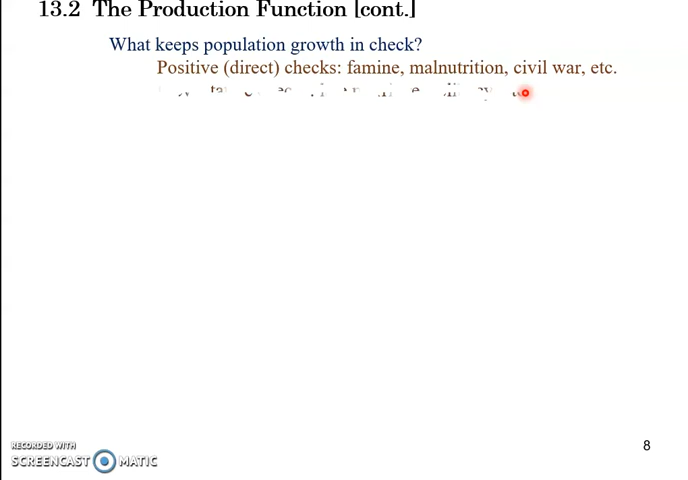 13.2 The Production Function [cont.]
What keeps population growth in check?
Positive (direct) checks: famine, malnutrition, civil war, etc.
RECORDED WITH
SCREENCAST MATIC
8